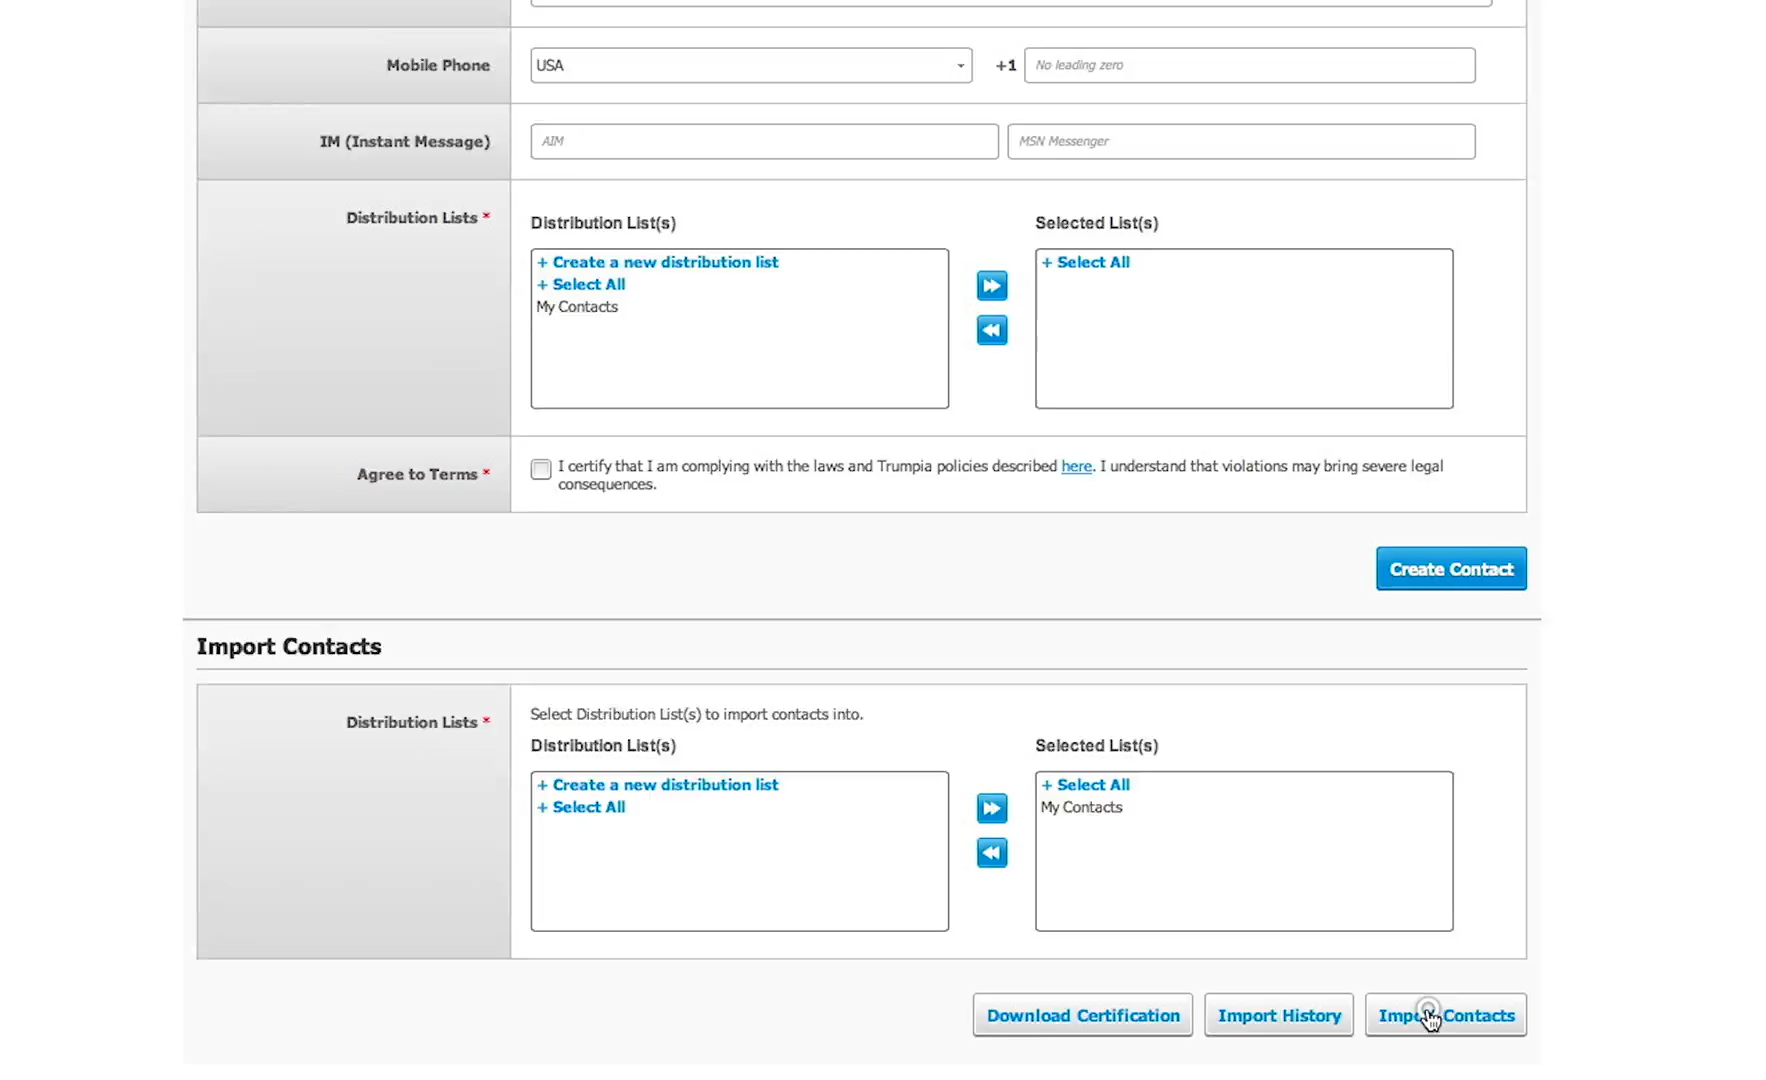 Mobile Phone
USA
+1
No leading zero
IM (Instant Message)
AIM
MSN Messenger
Distribution Lists *
Distribution List(s)
+ Create a new distribution list
+ Select All
My Contacts
Selected List(s)
+ Select All
Agree to Terms *
I certify that I am complying with the laws and Trumpia policies described here. I understand that violations may bring severe legal
consequences.
Create Contact
Import Contacts
Distribution Lists *
Select Distribution List(s) to import contacts into.
Distribution List(s)
+ Create a new distribution list
+ Select All
Selected List(s)
+ Select All
My Contacts
Download Certification
Import History
Import Contacts